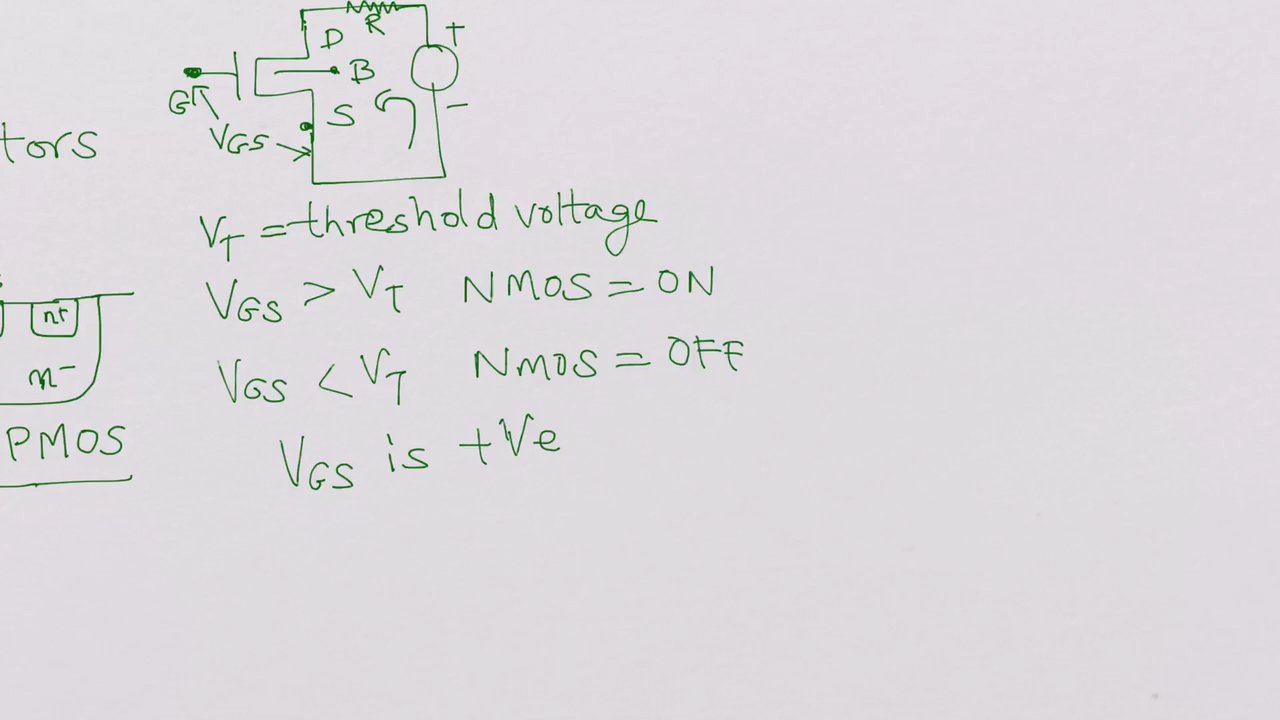 R
+
D
B
G
S
-
VGS
tors
VT = threshold voltage
VGS > VT NMOS = ON
n+
VGS < VT NMOS = OFF
n-
PMOS
VGS is +Ve